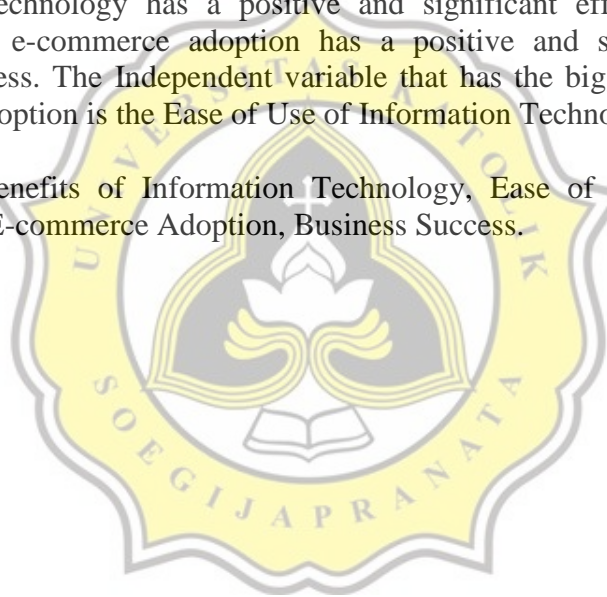 echnology has a positive and significant eff
e-commerce adoption has a positive and s
ess. The Independent variable that has the big
option is the Ease of Use of Information Techno
enefits of Information Technology, Ease of
E-commerce Adoption, Business Success.
UNIVERSITAS KATOLIK
SOEGIJAPRANATA